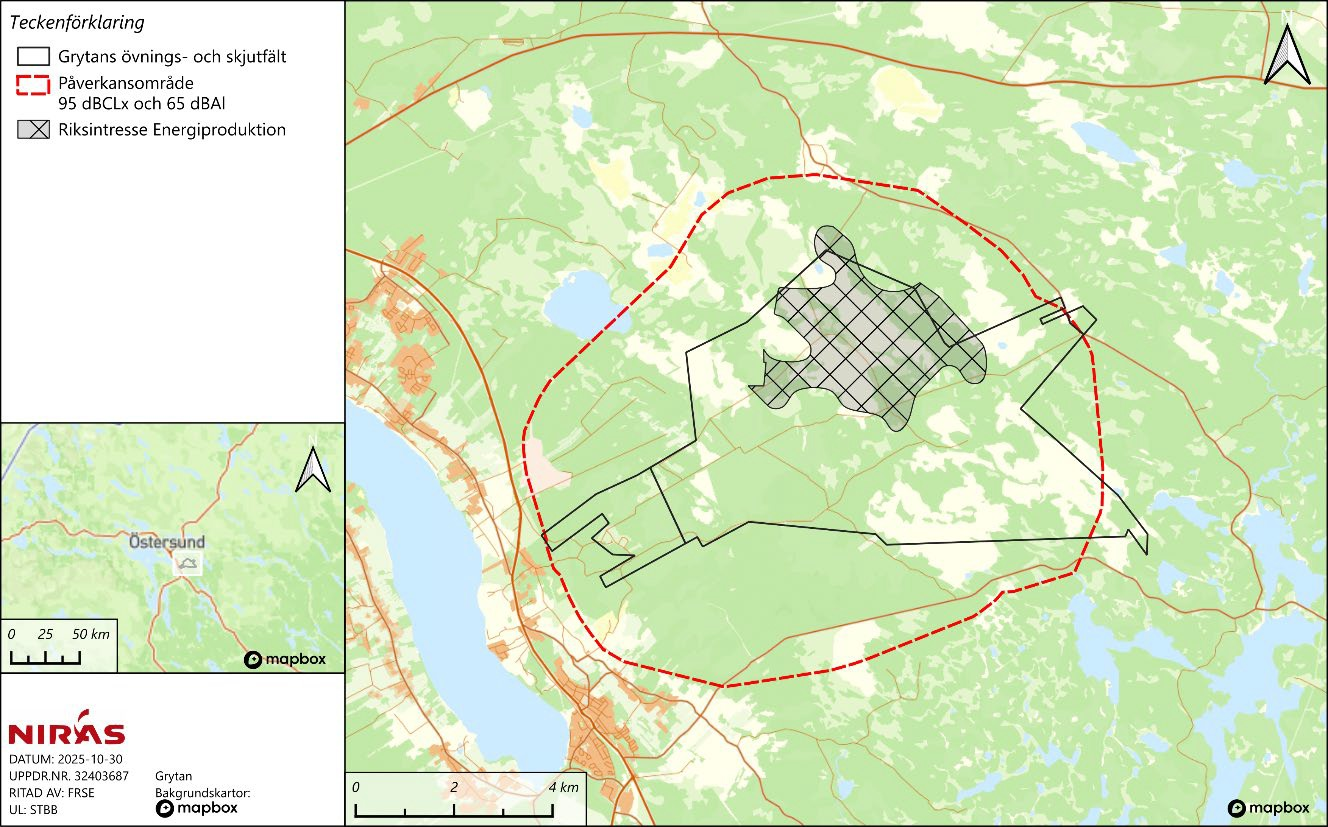 Teckenförklaring
Grytans övnings- och skjutfält
Påverkansområde
95 dBCLx och 65 dBAI
Riksintresse Energiproduktion
Östersund
0 25 50 km
mapbox
NIRÁS
DATUM: 2025-10-30
UPPDR.NR. 32403687
RITAD AV: FRSE
UL: STBB
Grytan
Bakgrundskartor:
mapbox
N
0 2 4 km
mapbox